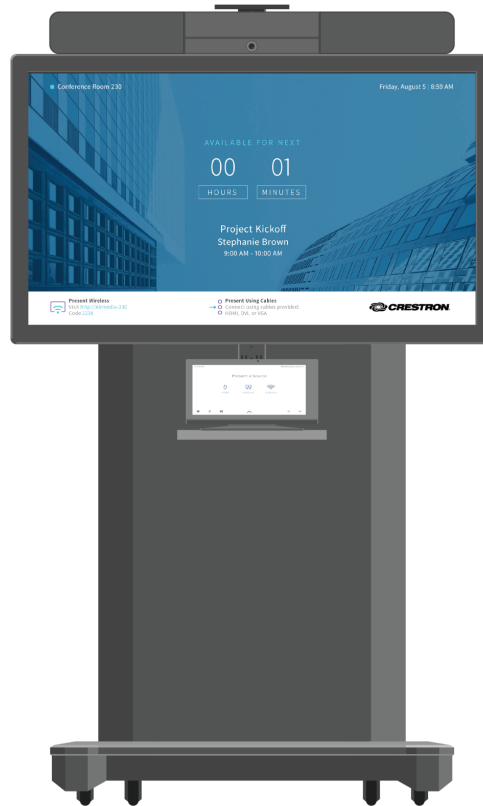 Conference Room 230
Friday, August 5 | 8:59 AM
AVAILABLE FOR NEXT
00 01
HOURS MINUTES
Project Kickoff
Stephanie Brown
9:00 AM - 10:00 AM
Present Wireless
Code 1234
Present Using Cables
Connect using cables provided:
HDMI, DVI, or VGA
CRESTRON
Present a Source